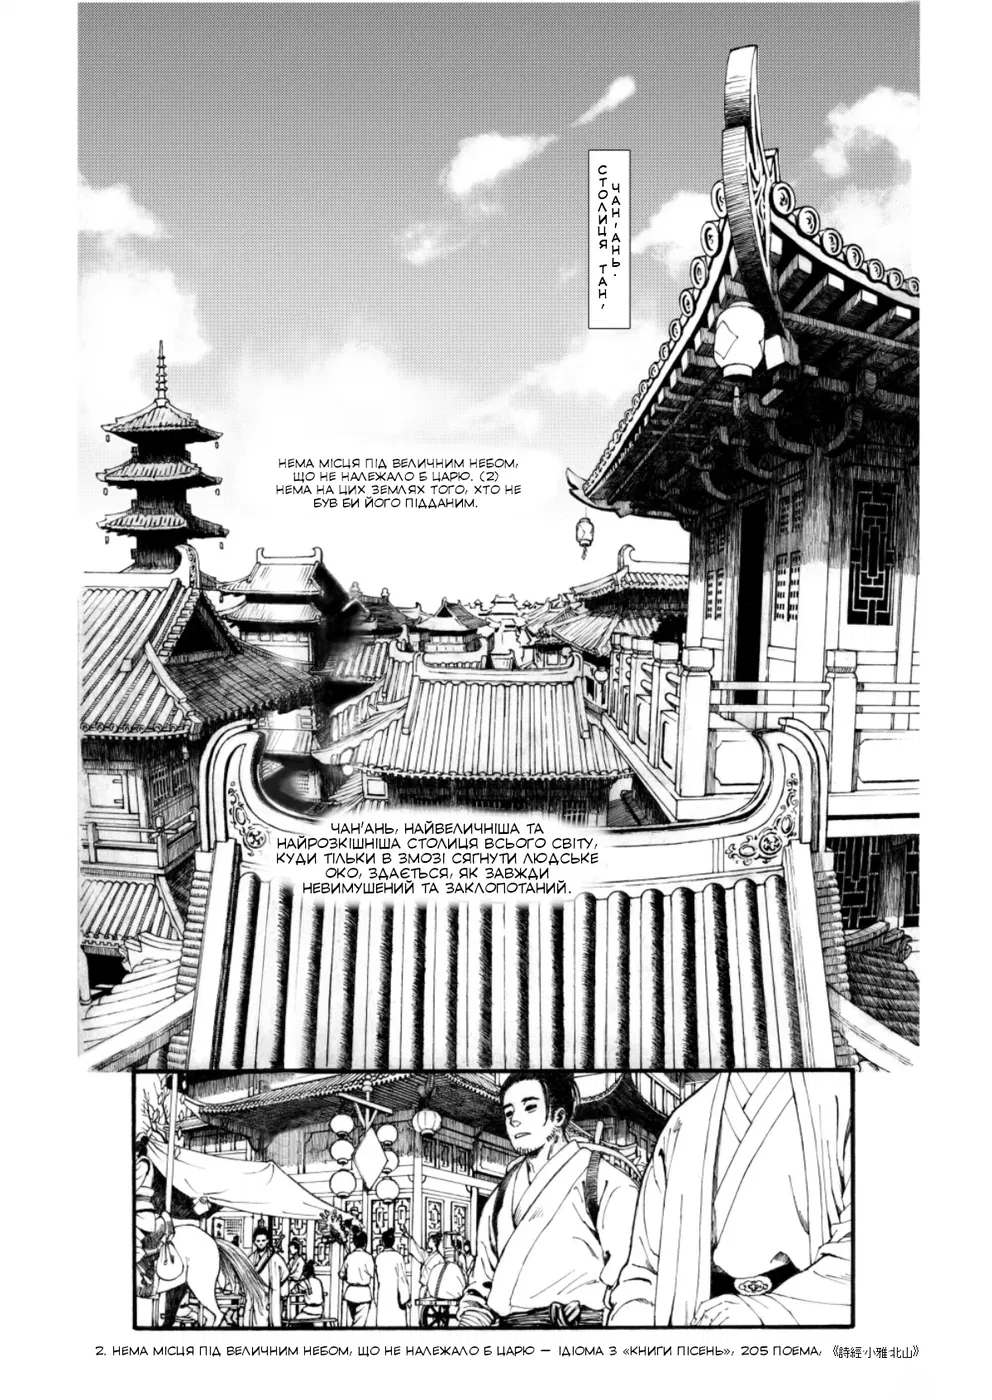 СТОЛИЦЯ ТАН,
ЧАН'АНЬ.
НЕМА МІСЦЯ ПІД ВЕЛИЧНИМ НЕБОМ,
ЩО НЕ НАЛЕЖАЛО Б ЦАРЮ. (2)
НЕМА НА ЦИХ ЗЕМЛЯХ ТОГО, ХТО НЕ
БУВ БИ ЙОГО ПІДДАНИМ.
ЧАН'АНЬ, НАЙВЕЛИЧНІША ТА
НАЙРОЗКІШНІША СТОЛИЦЯ ВСЬОГО СВІТУ,
КУДИ ТІЛЬКИ В ЗМОЗІ СЯГНУТИ ЛЮДСЬКЕ
ОКО, ЗДАЄТЬСЯ, ЯК ЗАВЖДИ
НЕВИМУШЕНИЙ ТА ЗАКЛОПОТАНИЙ.
2. НЕМА МІСЦЯ ПІД ВЕЛИЧНИМ НЕБОМ, ЩО НЕ НАЛЕЖАЛО Б ЦАРЮ — ІДІОМА З «КНИГИ ПІСЕНЬ», 205 ПОЕМА, 《詩經·小雅·北山》